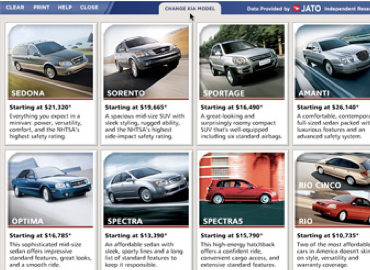 CLEAR PRINT HELP CLOSE CHANGE KIA MODEL Data Provided by JATO Independent
SEDONA SORENTO SPORTAGE AMANTI
Starting at $21,320* Starting at $19,665* Starting at $16,490* Starting at $26,140*
Everything you expect in a A spacious mid-size SUV with A great-looking and A comfortable,
minivan: power, versatility, sleek styling, rugged ability, surprisingly roomy compact full-sized sedan packed
comfort, and the NHTSA's and the NHTSA's highest SUV that's well-equipped luxurious features and an
highest safety rating. side-impact safety rating. including six standard airbags. advanced safety system.
RIO CINCO
OPTIMA SPECTRA SPECTRA5 RIO
Starting at $16,785* Starting at $13,390* Starting at $15,790* Starting at $10,735*
This sophisticated mid-size An affordable sedan with This high-energy hatchback Two of the most affordable
sedan offers impressive sleek, sporty lines and a long offers a confident ride, cars in America doesn't skimp
standard features, great looks, list of standard features to convenient cargo access, and on style, versatility and
and a smooth ride. keep it responsible. extensive standard features. warranty coverage.